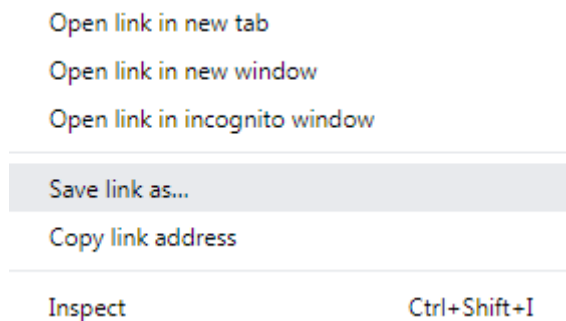 Open link in new tab
Open link in new window
Open link in incognito window
Save link as...
Copy link address
Inspect Ctrl+Shift+I